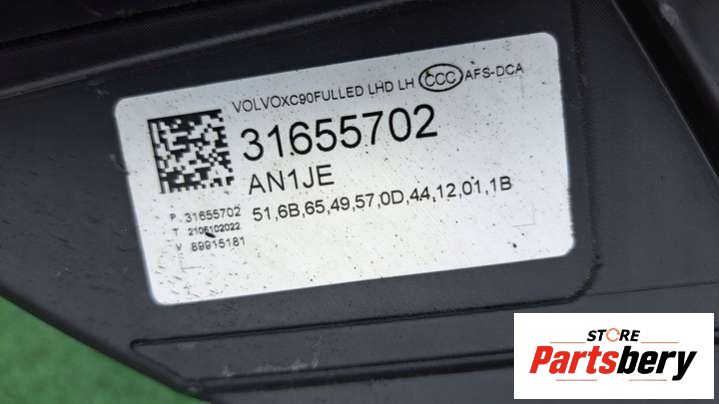 VOLVOXC90FULLED LHD LH CCC AFS-DCA
31655702
AN1JE
51,6B,65,49,57,0D,44,12,01,1B
P 31655702
T 2106102022
V 89915181
STORE
Partsbery